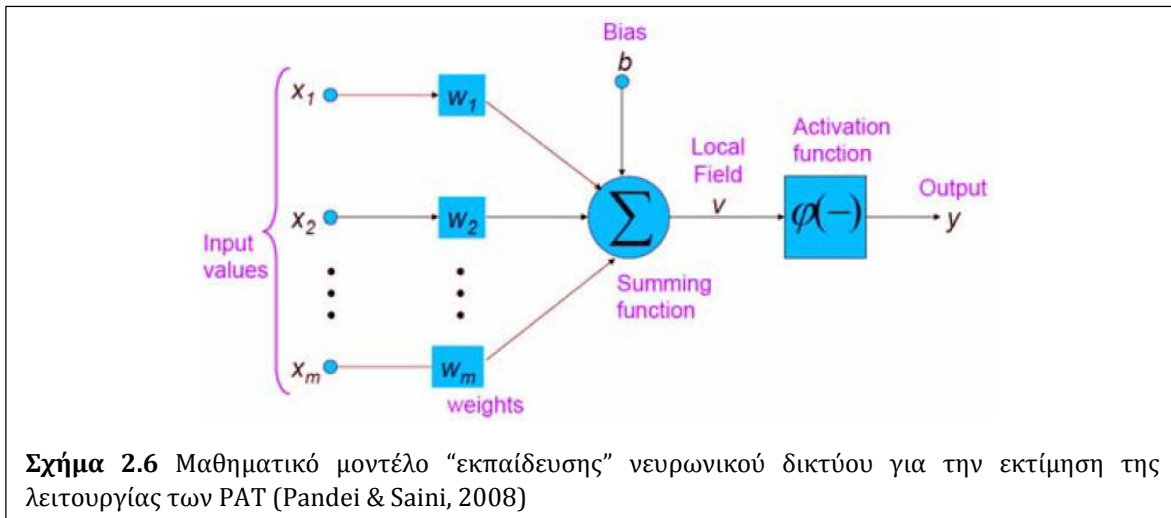 Bias
b
x1
w1
Activation
function
Local
Field
v
Output
y
x2
w2
Σ
φ(−)
Input
values
Summing
function
xm
wm
weights
Σχήμα 2.6 Μαθηματικό μοντέλο “εκπαίδευσης” νευρωνικού δικτύου για την εκτίμηση της
λειτουργίας των PAT (Pandei & Saini, 2008)